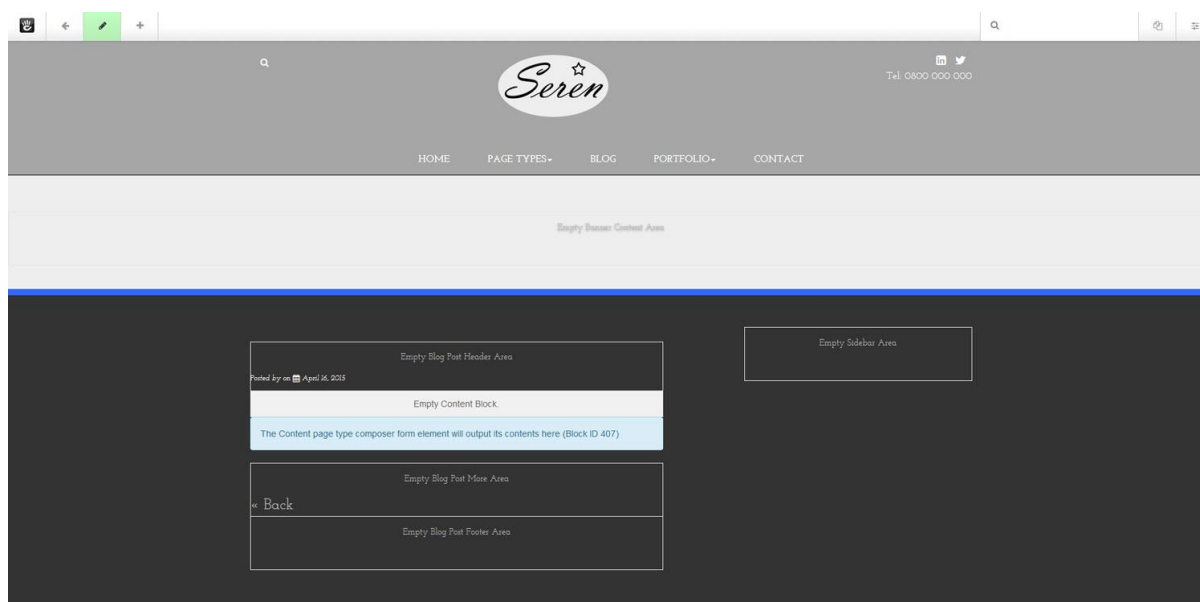 Seren
Tel: 0800 000 000
HOME PAGE TYPES BLOG PORTFOLIO CONTACT
Empty Banner Content Area
Empty Blog Post Header Area
Posted by on April 16, 2015
Empty Content Block.
The Content page type composer form element will output its contents here (Block ID 407)
Empty Blog Post More Area
« Back
Empty Blog Post Footer Area
Empty Sidebar Area